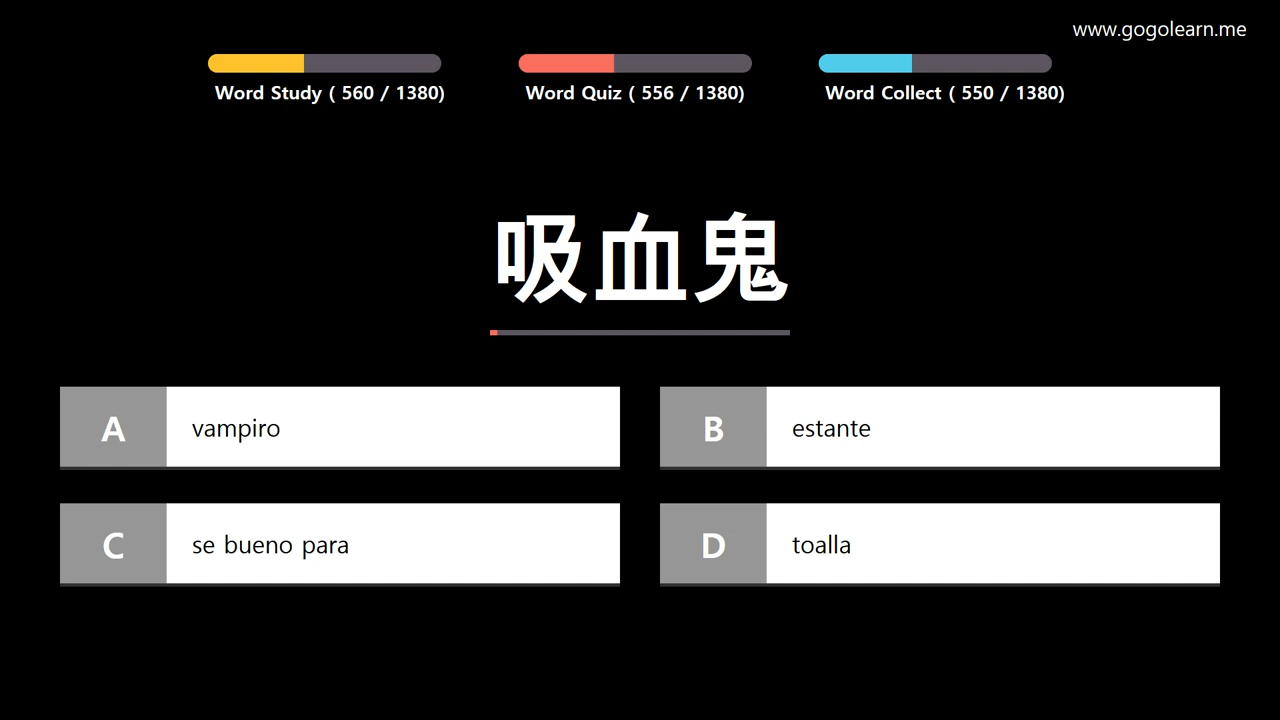 www.gogolearn.me
Word Study ( 560 / 1380)
Word Quiz ( 556 / 1380)
Word Collect ( 550 / 1380)
吸血鬼
A vampiro
B estante
C se bueno para
D toalla